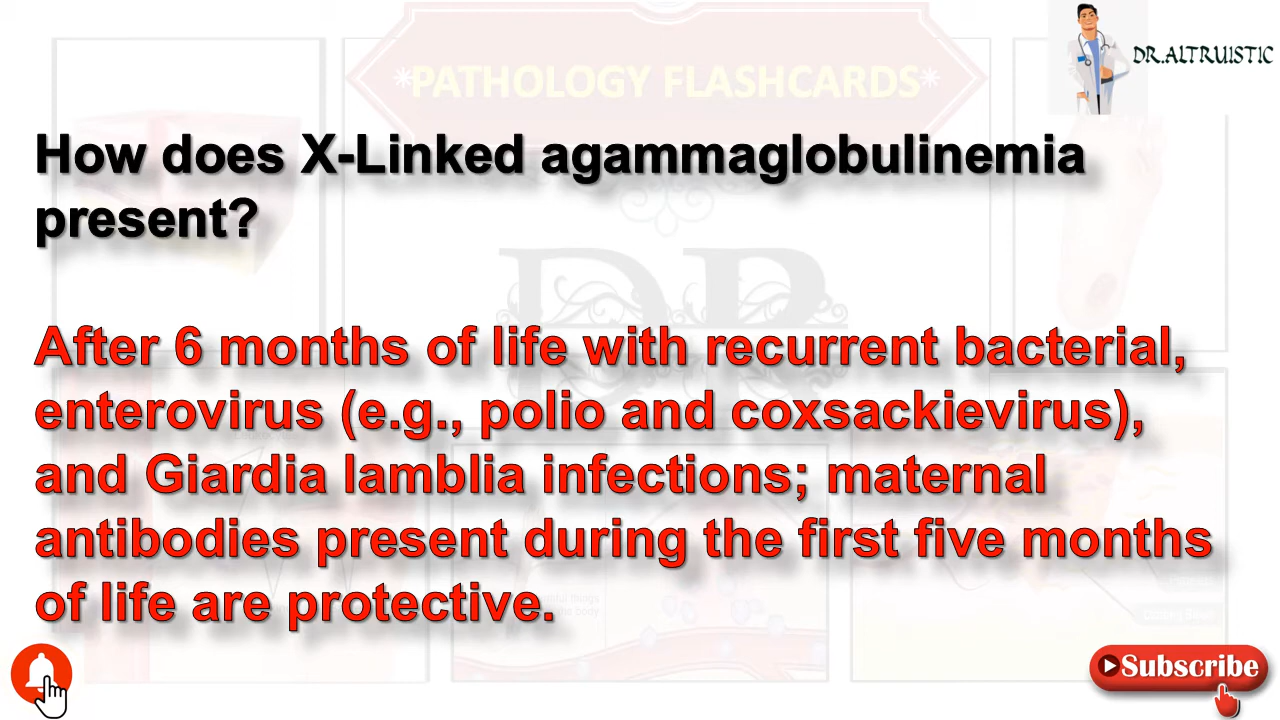 *PATHOLOGY FLASHCARDS*
DR.ALTRUISTIC
How does X-Linked agammaglobulinemia
present?
After 6 months of life with recurrent bacterial,
enterovirus (e.g., polio and coxsackievirus),
and Giardia lamblia infections; maternal
antibodies present during the first five months
of life are protective.
Subscribe